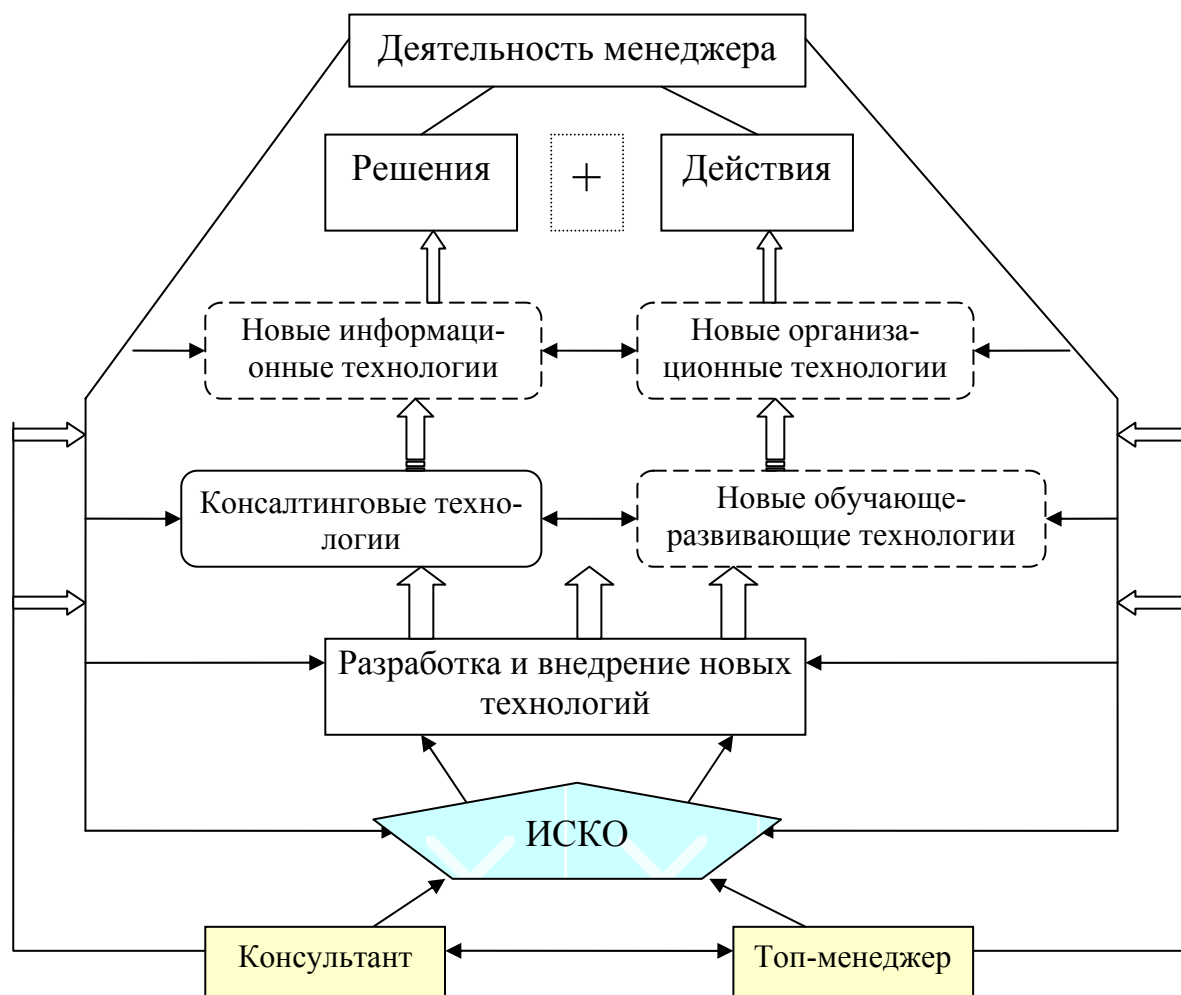 Деятельность менеджера
Решения
+
Действия
Новые информаци-
онные технологии
Новые организа-
ционные технологии
Консалтинговые техно-
логии
Новые обучающе-
развивающие технологии
Разработка и внедрение новых
технологий
ИСКО
Консультант
Топ-менеджер